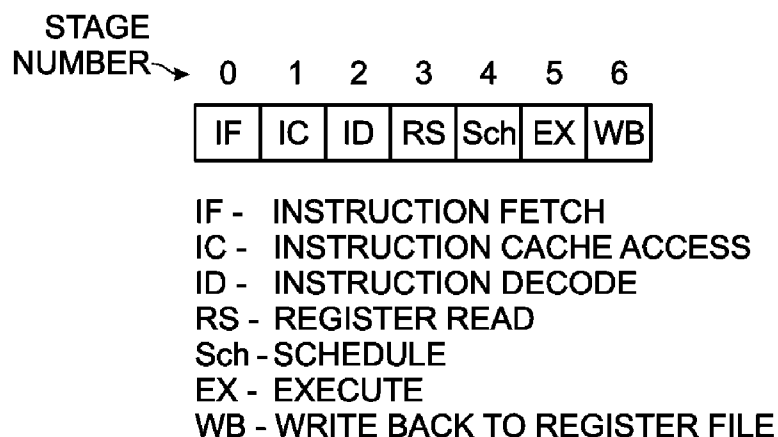 STAGE
NUMBER 0 1 2 3 4 5 6
IF IC ID RS Sch EX WB
IF - INSTRUCTION FETCH
IC - INSTRUCTION CACHE ACCESS
ID - INSTRUCTION DECODE
RS - REGISTER READ
Sch - SCHEDULE
EX - EXECUTE
WB - WRITE BACK TO REGISTER FILE